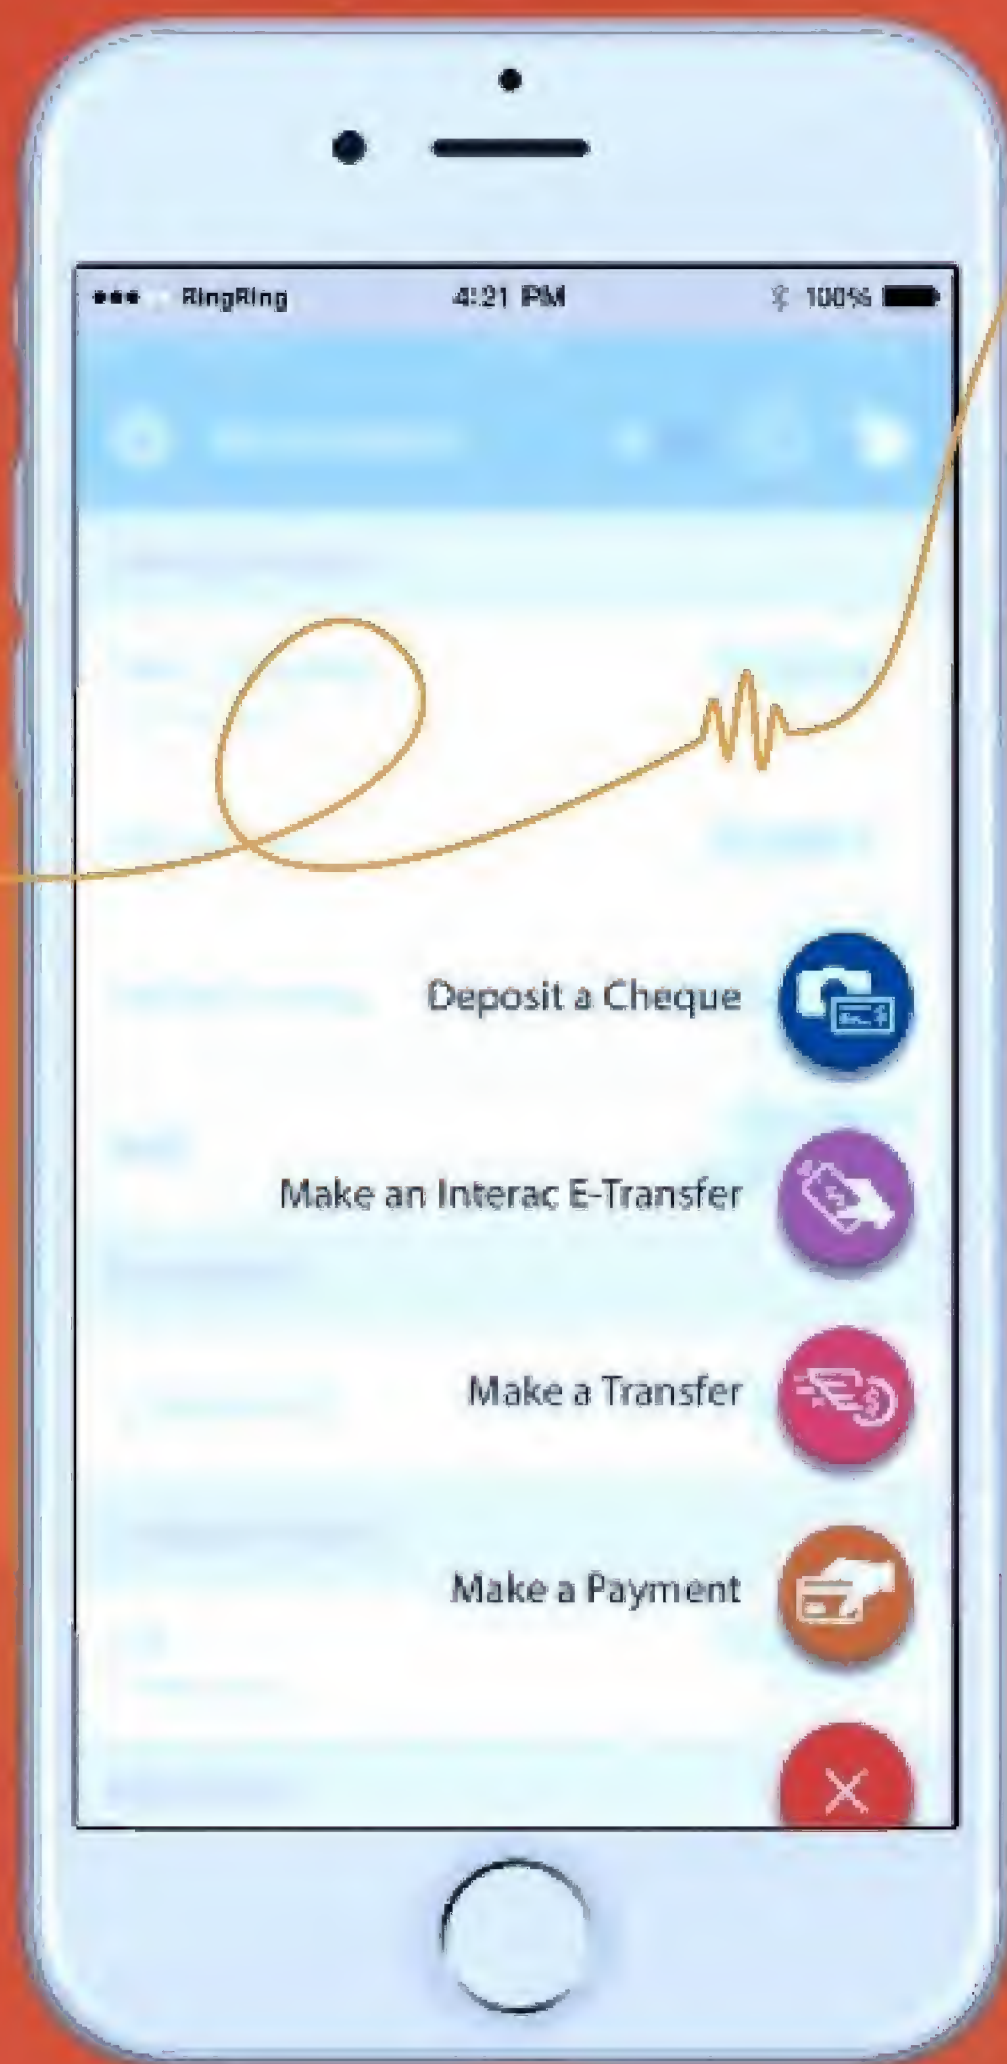 RingRing 4:21 PM 100%
Deposit a Cheque
Make an Interac E-Transfer
Make a Transfer
Make a Payment